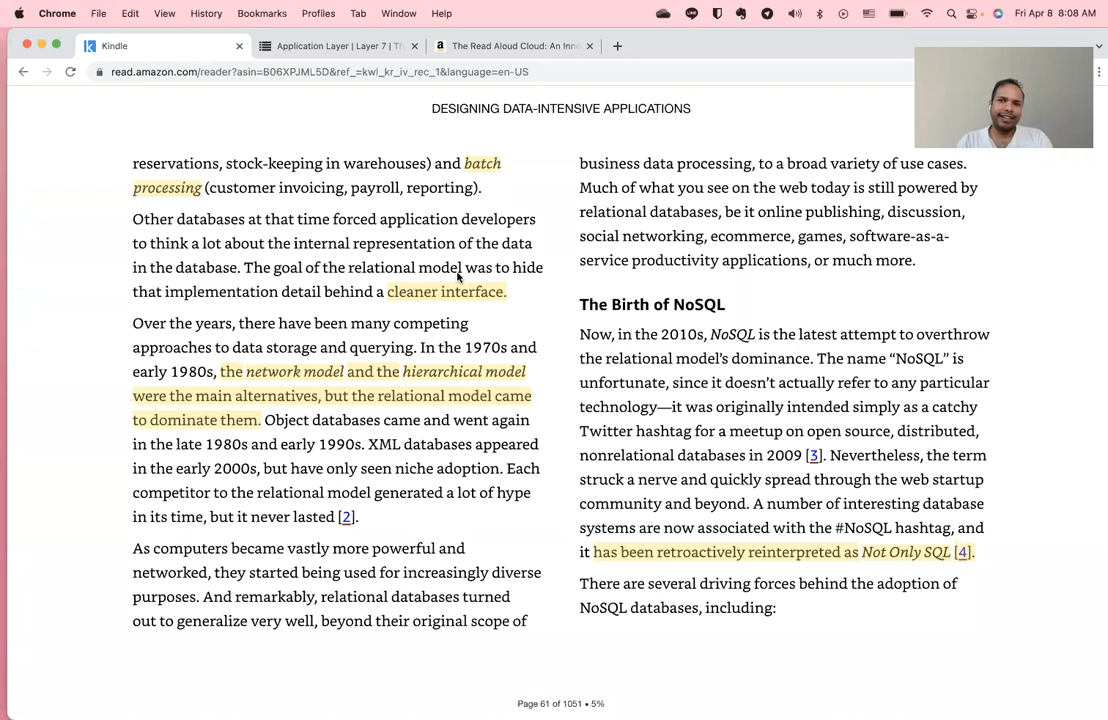 Chrome File Edit View History Bookmarks Profiles Tab Window Help Fri Apr 8 8:08 AM
Kindle
Application Layer | Layer 7 | Th
The Read Aloud Cloud: An Inn
read.amazon.com/reader?asin=B06XPJML5D&ref_=kwl_kr_iv_rec_1&language=en-US
DESIGNING DATA-INTENSIVE APPLICATIONS
reservations, stock-keeping in warehouses) and batch
processing (customer invoicing, payroll, reporting).
Other databases at that time forced application developers
to think a lot about the internal representation of the data
in the database. The goal of the relational model was to hide
that implementation detail behind a cleaner interface.
Over the years, there have been many competing
approaches to data storage and querying. In the 1970s and
early 1980s, the network model and the hierarchical model
were the main alternatives, but the relational model came
to dominate them. Object databases came and went again
in the late 1980s and early 1990s. XML databases appeared
in the early 2000s, but have only seen niche adoption. Each
competitor to the relational model generated a lot of hype
in its time, but it never lasted [2].
As computers became vastly more powerful and
networked, they started being used for increasingly diverse
purposes. And remarkably, relational databases turned
out to generalize very well, beyond their original scope of
business data processing, to a broad variety of use cases.
Much of what you see on the web today is still powered by
relational databases, be it online publishing, discussion,
social networking, ecommerce, games, software-as-a-
service productivity applications, or much more.
The Birth of NoSQL
Now, in the 2010s, NoSQL is the latest attempt to overthrow
the relational model’s dominance. The name “NoSQL” is
unfortunate, since it doesn’t actually refer to any particular
technology—it was originally intended simply as a catchy
Twitter hashtag for a meetup on open source, distributed,
nonrelational databases in 2009 [3]. Nevertheless, the term
struck a nerve and quickly spread through the web startup
community and beyond. A number of interesting database
systems are now associated with the #NoSQL hashtag, and
it has been retroactively reinterpreted as Not Only SQL [4].
There are several driving forces behind the adoption of
NoSQL databases, including:
Page 61 of 1051 • 5%